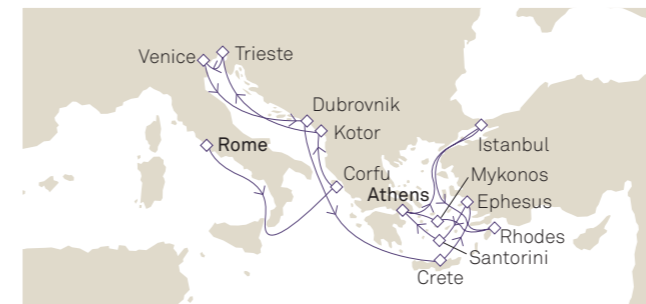 Venice
Trieste
Dubrovnik
Kotor
Rome
Istanbul
Corfu
Mykonos
Athens
Ephesus
Rhodes
Santorini
Crete